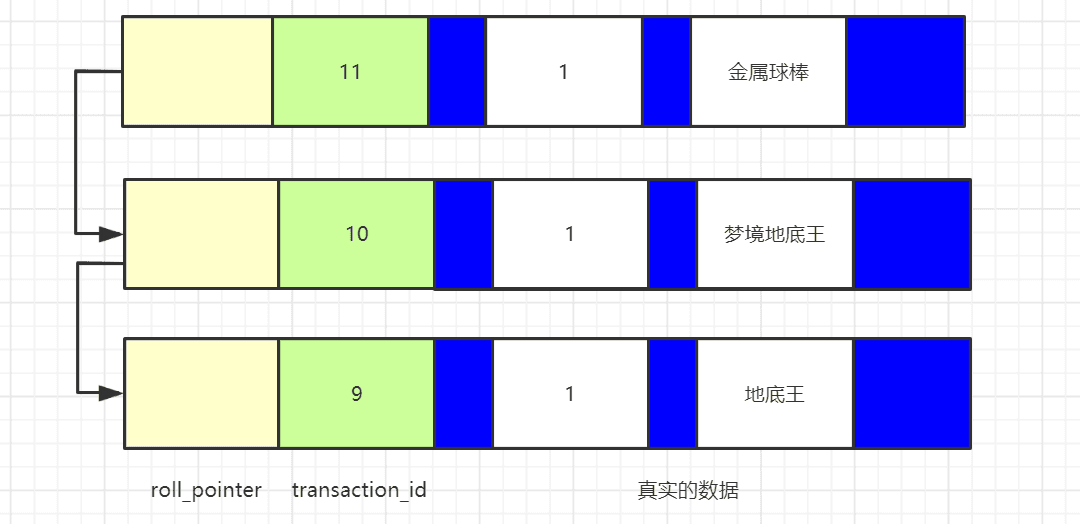 11 1 金属球棒
10 1 梦境地底王
9 1 地底王
roll_pointer transaction_id 真实的数据